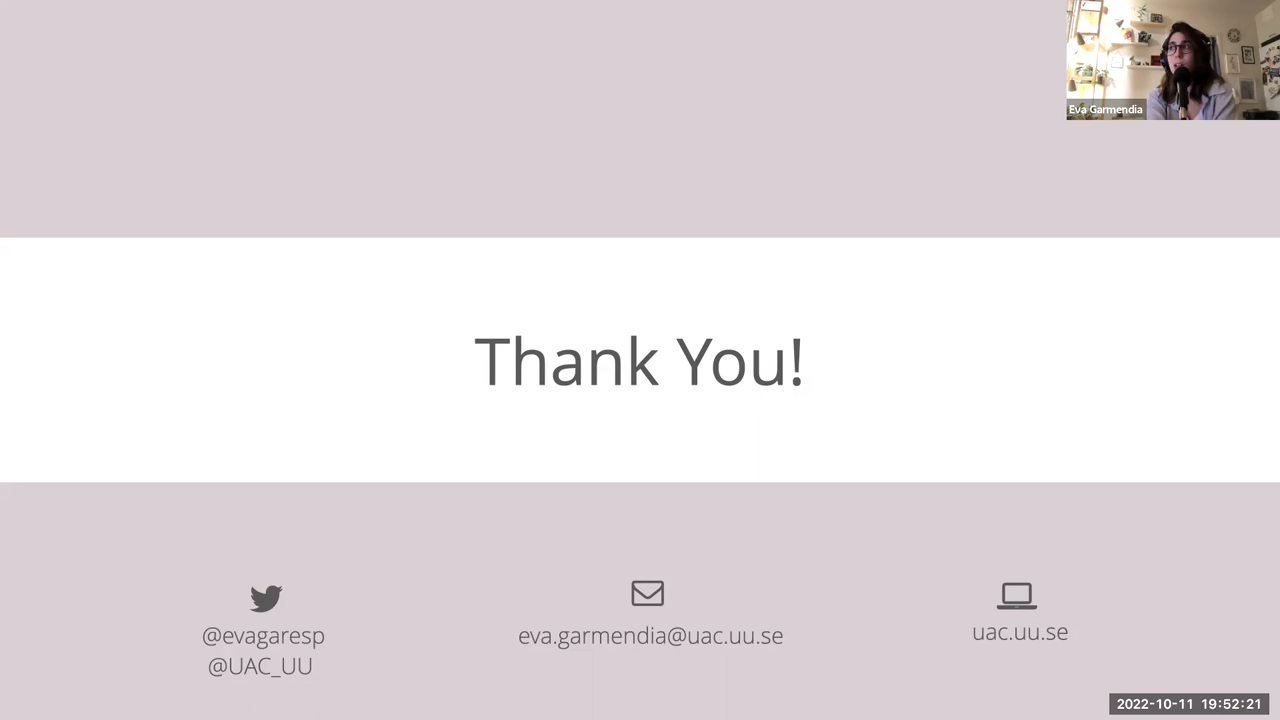 Eva Garmendia
Thank You!
@evagaresp
@UAC_UU
eva.garmendia@uac.uu.se
uac.uu.se
2022-10-11 19:52:21